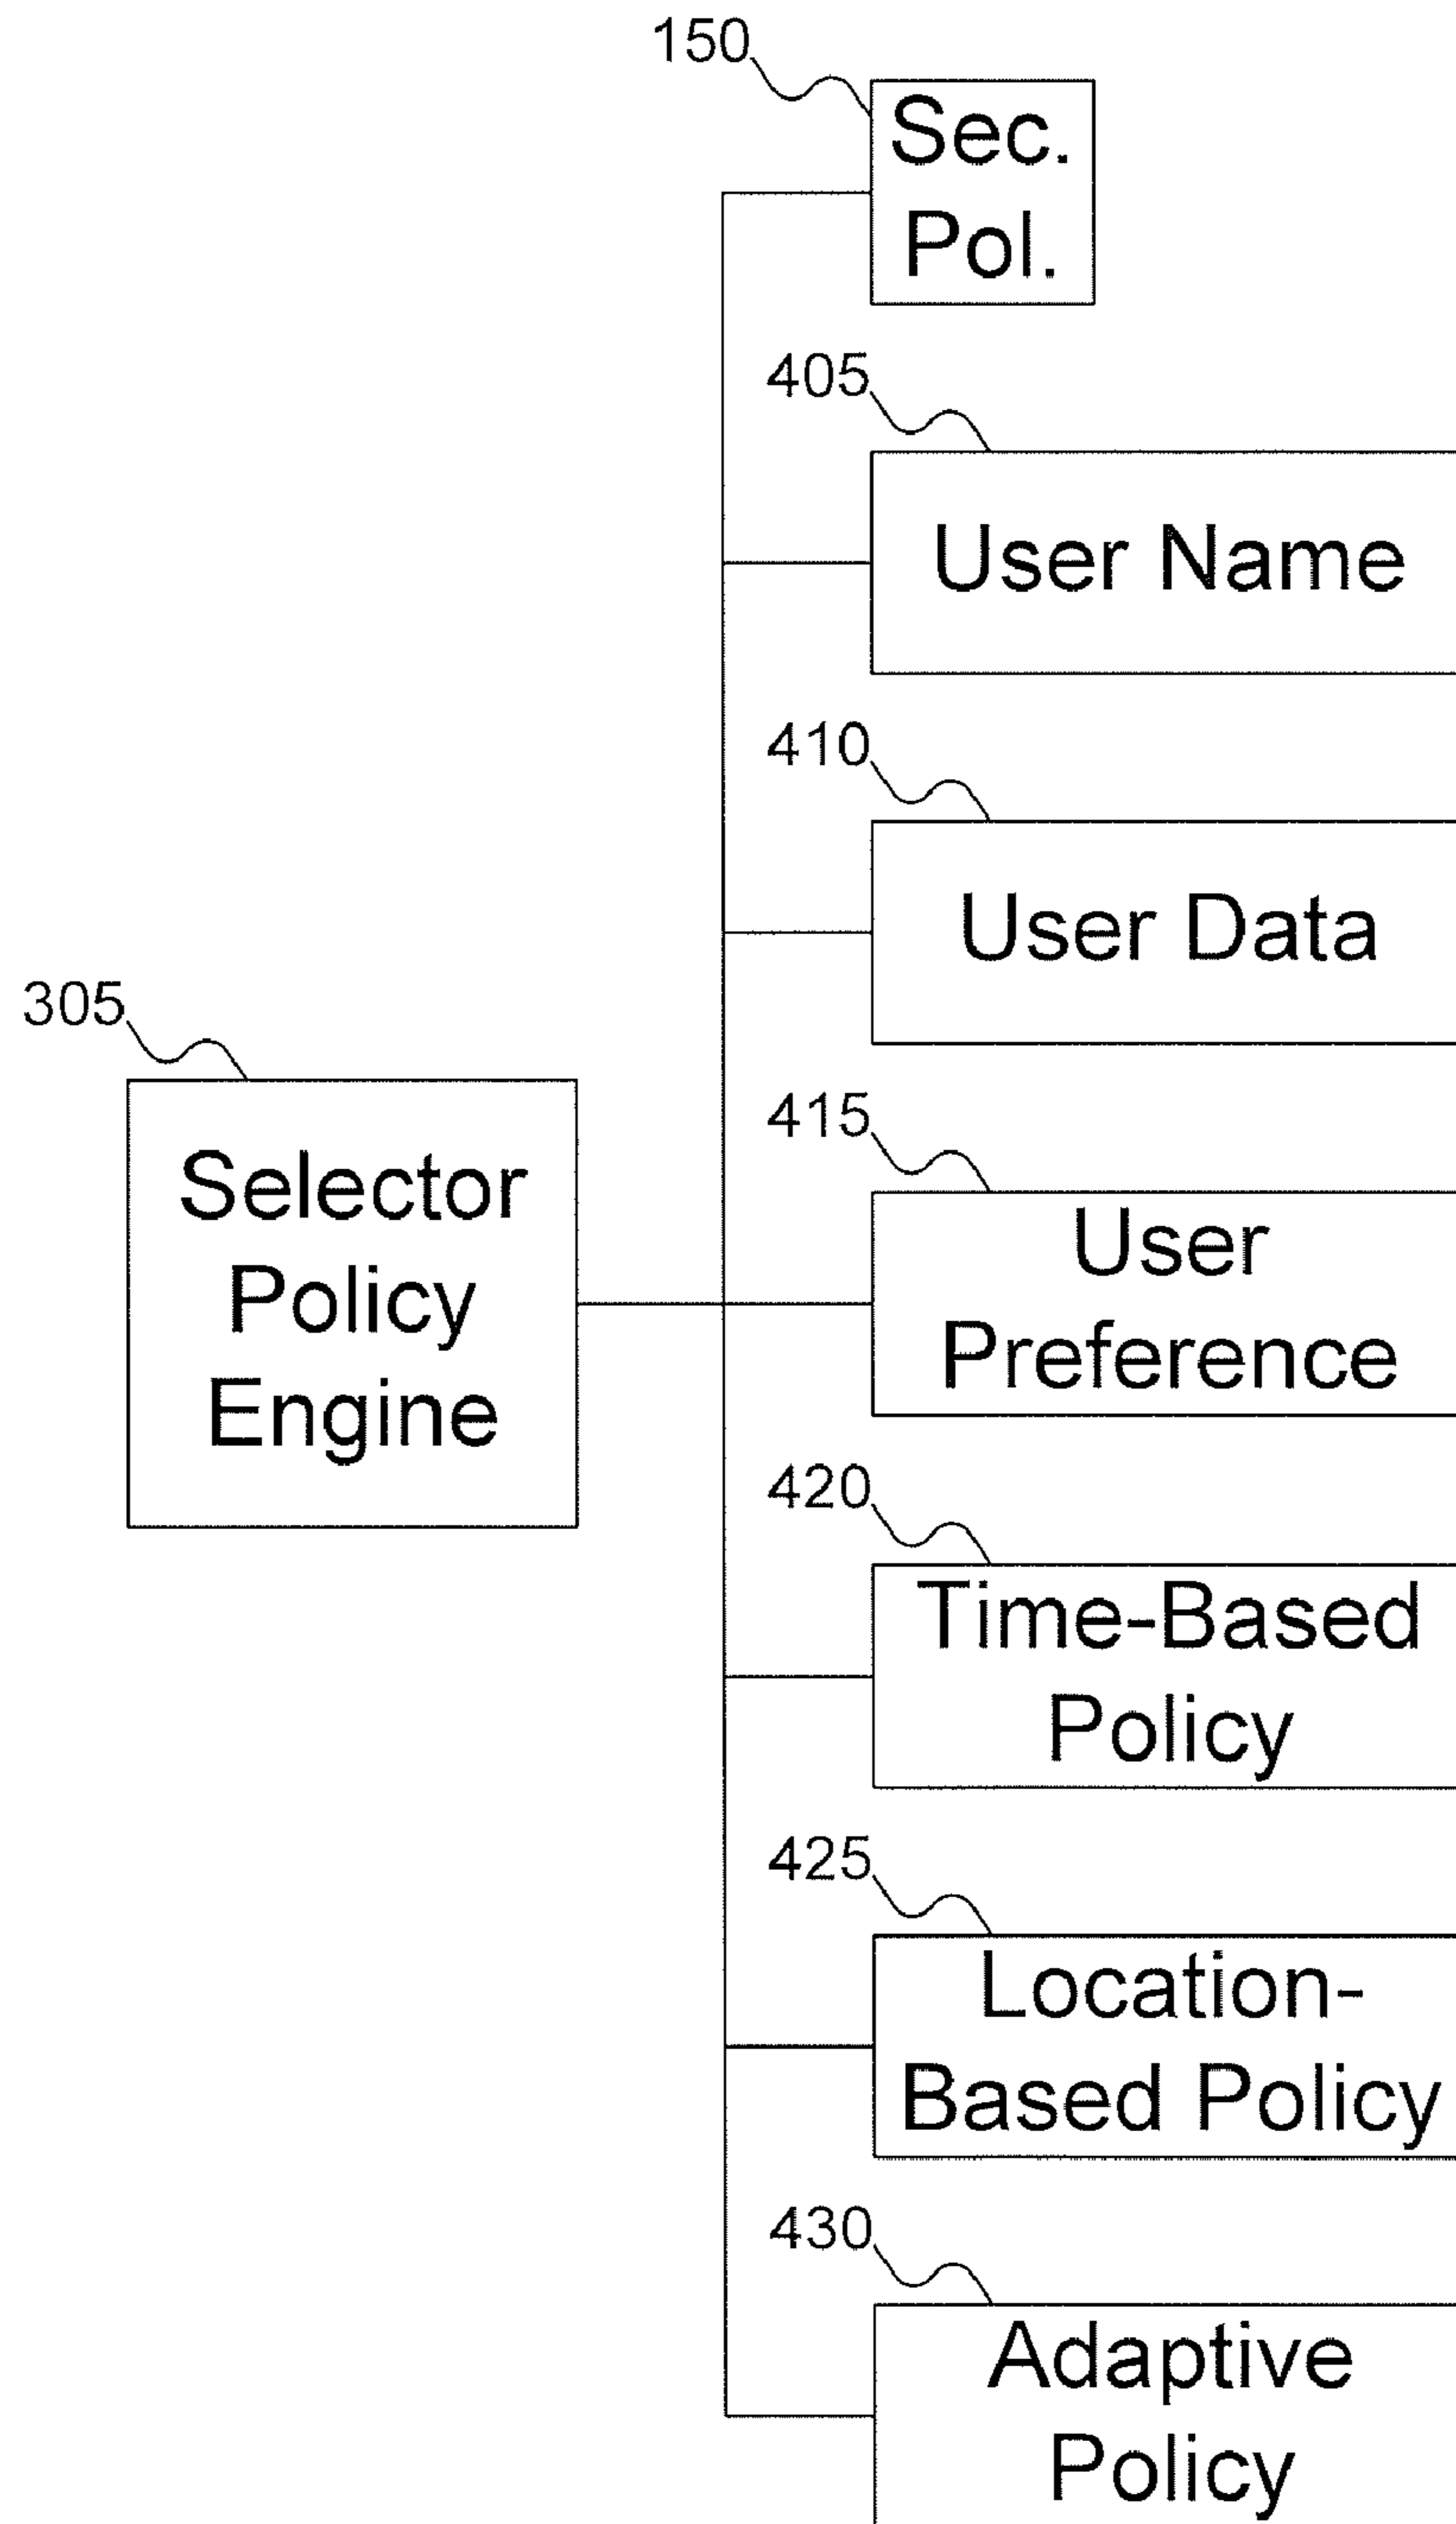 150
Sec.
Pol.
405
User Name
410
User Data
305
Selector
Policy
Engine
415
User
Preference
420
Time-Based
Policy
425
Location-
Based Policy
430
Adaptive
Policy